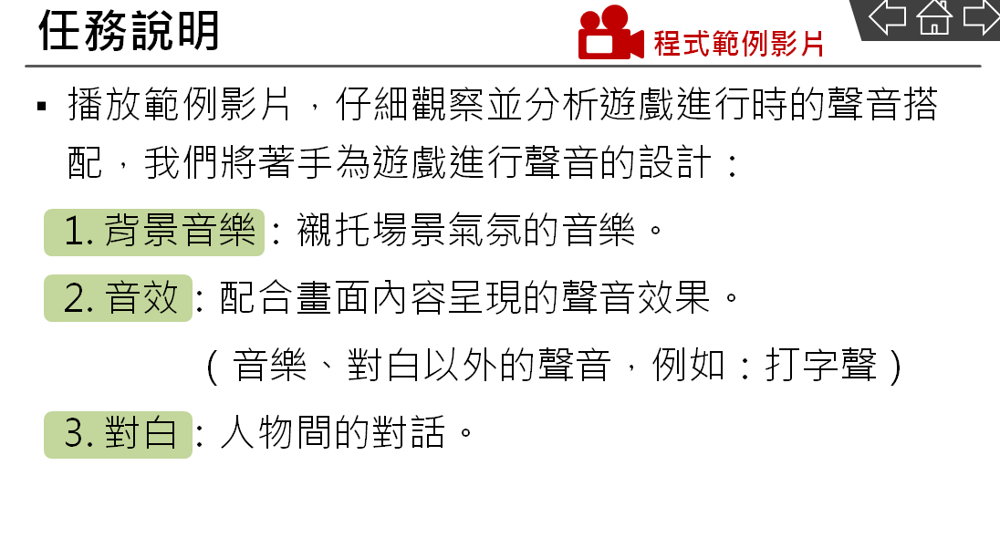 任務說明
程式範例影片
▪ 播放範例影片，仔細觀察並分析遊戲進行時的聲音搭
配，我們將著手為遊戲進行聲音的設計：
1. 背景音樂：襯托場景氣氛的音樂。
2. 音效：配合畫面內容呈現的聲音效果。
（音樂、對白以外的聲音，例如：打字聲）
3. 對白：人物間的對話。